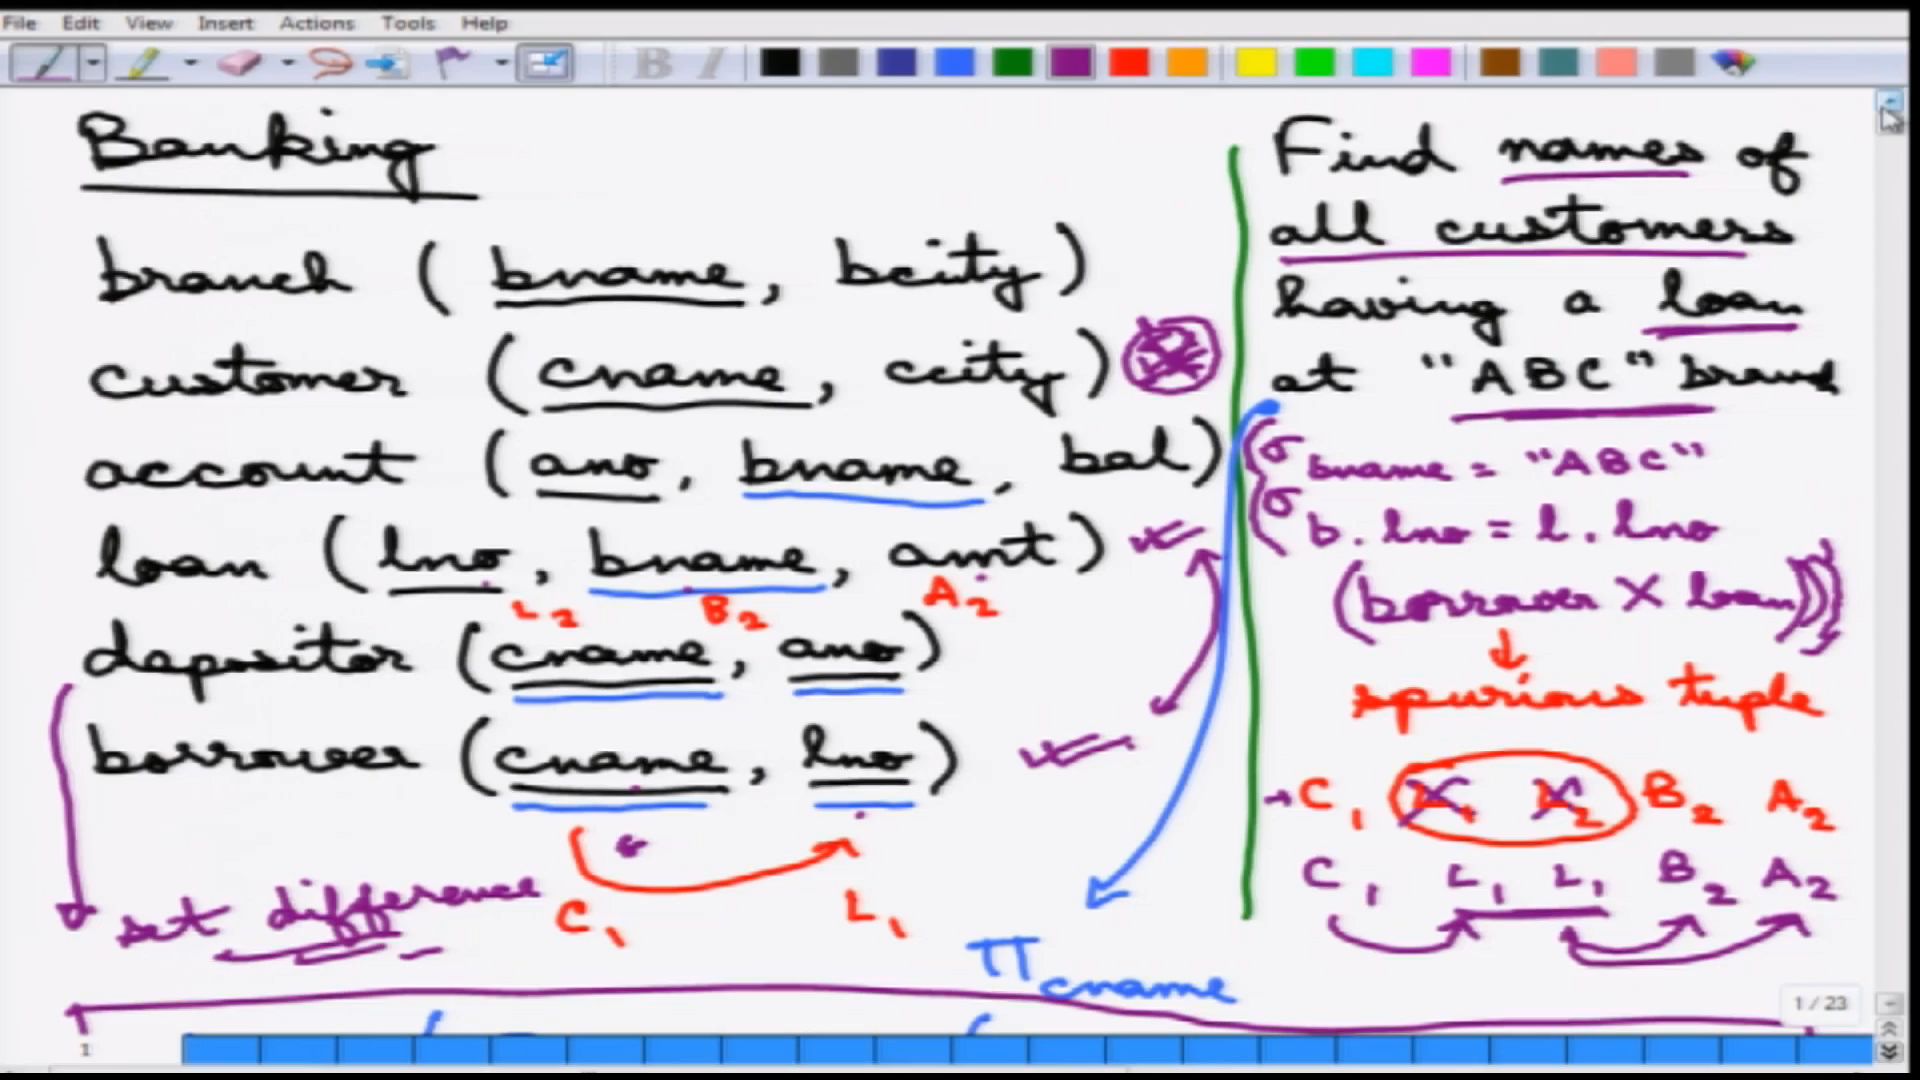 File Edit View Insert Actions Tools Help
B I
Banking
branch ( bname, bcity )
customer ( cname, ccity )
account ( ano, bname, bal )
loan ( lno, bname, amt )
L2 B2 A2
depositor ( cname, ano )
borrower ( cname, lno )
C1 L1
set difference
Π cname
Find names of
all customers
having a loan
at "ABC" branch
(σ bname = "ABC"
(σ b.lno = l.lno
(borrower X loan)))
spurious tuple
C1 L1 L2 B2 A2
C1 L1 L1 B2 A2
1 / 23
1